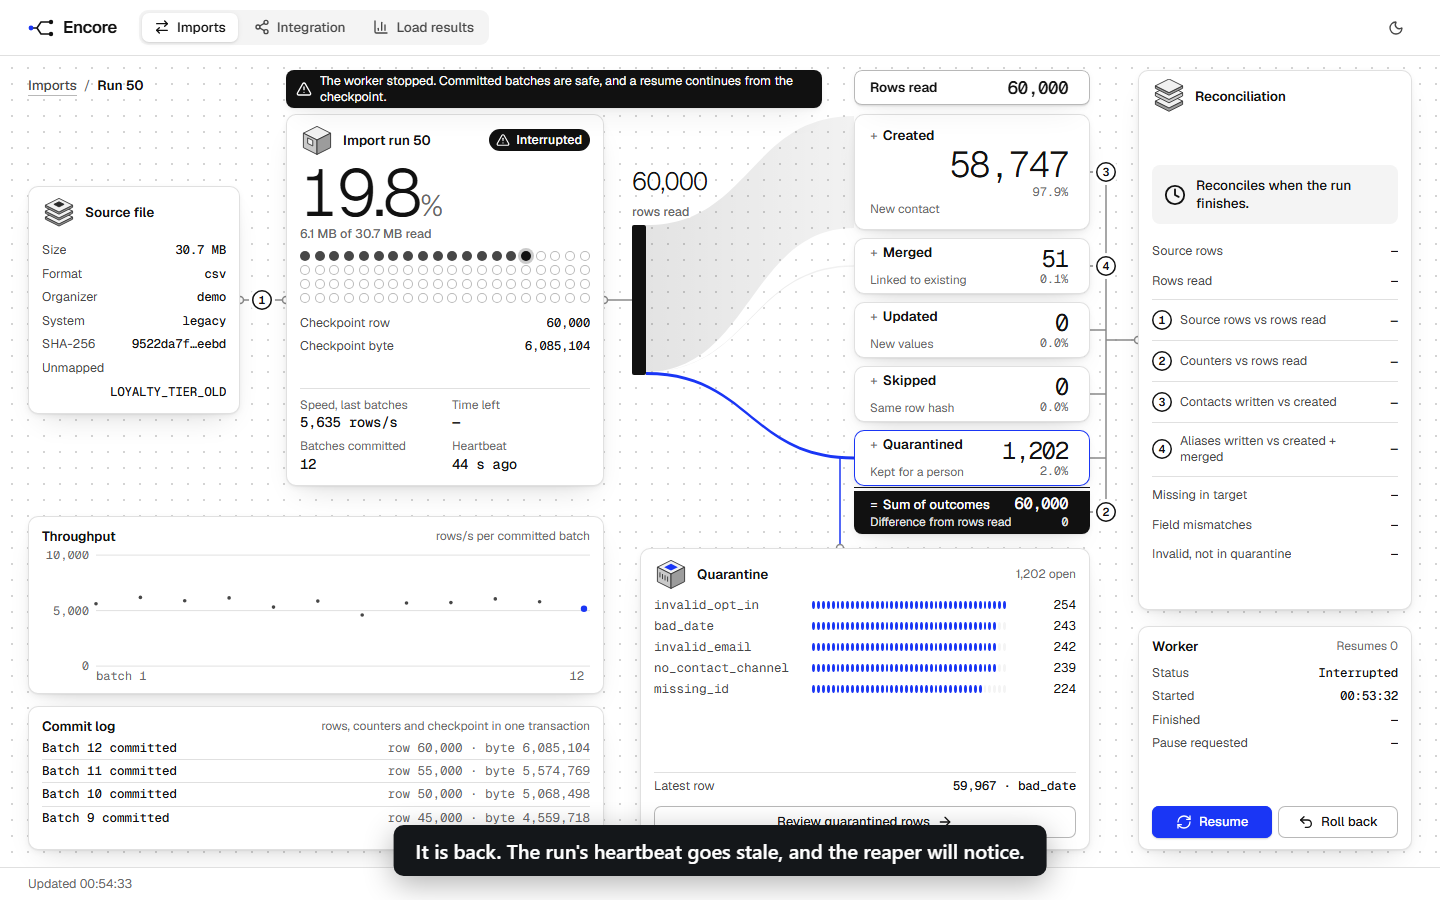 Encore
Imports
Integration
Load results
Imports / Run 50
The worker stopped. Committed batches are safe, and a resume continues from the
checkpoint.
Source file
Size 30.7 MB
Format csv
Organizer demo
System legacy
SHA-256 9522da7f…eebd
Unmapped
LOYALTY_TIER_OLD
1
Import run 50
Interrupted
19.8%
6.1 MB of 30.7 MB read
Checkpoint row 60,000
Checkpoint byte 6,085,104
Speed, last batches
5,635 rows/s
Time left
–
Batches committed
12
Heartbeat
44 s ago
60,000
rows read
Rows read 60,000
+ Created
58,747
97.9%
New contact
+ Merged 51
Linked to existing 0.1%
+ Updated 0
New values 0.0%
+ Skipped 0
Same row hash 0.0%
+ Quarantined 1,202
Kept for a person 2.0%
= Sum of outcomes 60,000
Difference from rows read 0
3
4
2
Reconciliation
Reconciles when the run
finishes.
Source rows –
Rows read –
1 Source rows vs rows read –
2 Counters vs rows read –
3 Contacts written vs created –
4 Aliases written vs created +
merged –
Missing in target –
Field mismatches –
Invalid, not in quarantine –
Throughput rows/s per committed batch
10,000
5,000
0
batch 1 12
Commit log rows, counters and checkpoint in one transaction
Batch 12 committed row 60,000 · byte 6,085,104
Batch 11 committed row 55,000 · byte 5,574,769
Batch 10 committed row 50,000 · byte 5,068,498
Batch 9 committed row 45,000 · byte 4,559,718
Quarantine 1,202 open
invalid_opt_in 254
bad_date 243
invalid_email 242
no_contact_channel 239
missing_id 224
Latest row 59,967 · bad_date
Review quarantined rows →
Worker Resumes 0
Status Interrupted
Started 00:53:32
Finished –
Pause requested –
Resume
Roll back
It is back. The run's heartbeat goes stale, and the reaper will notice.
Updated 00:54:33